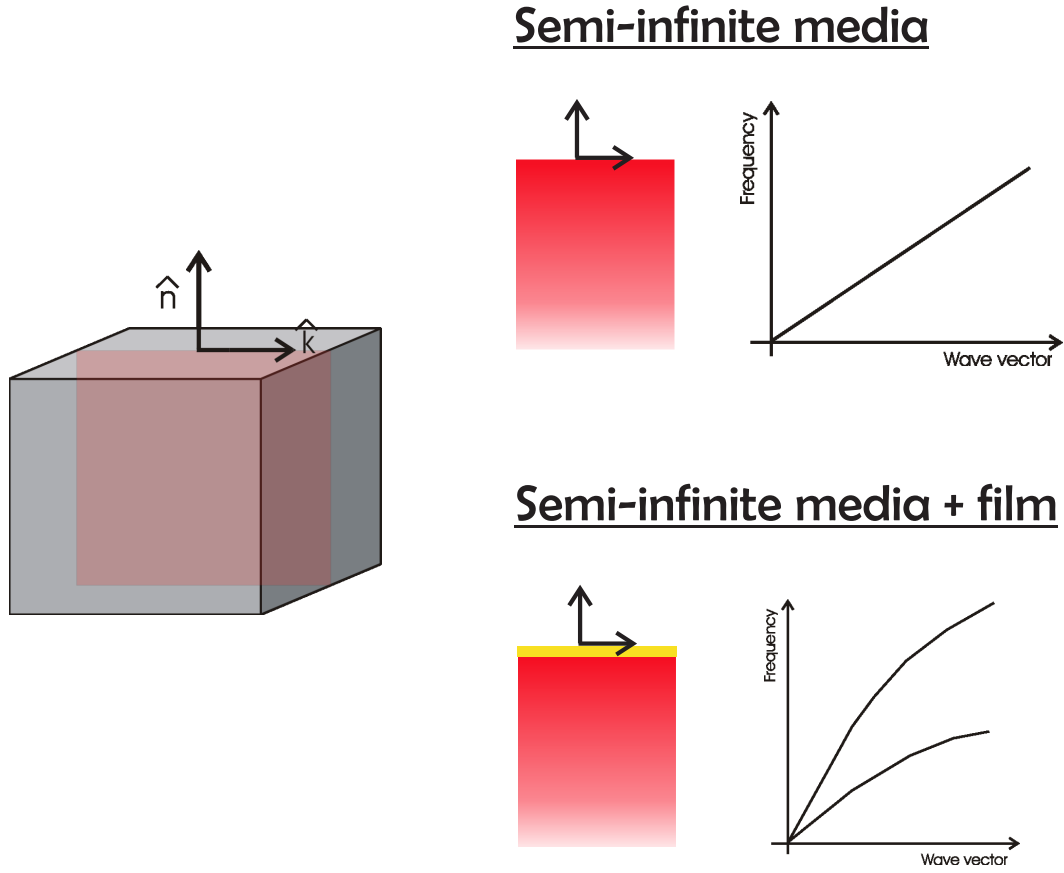 Semi-infinite media
Frequency
Wave vector
n̂
k̂
Semi-infinite media + film
Frequency
Wave vector